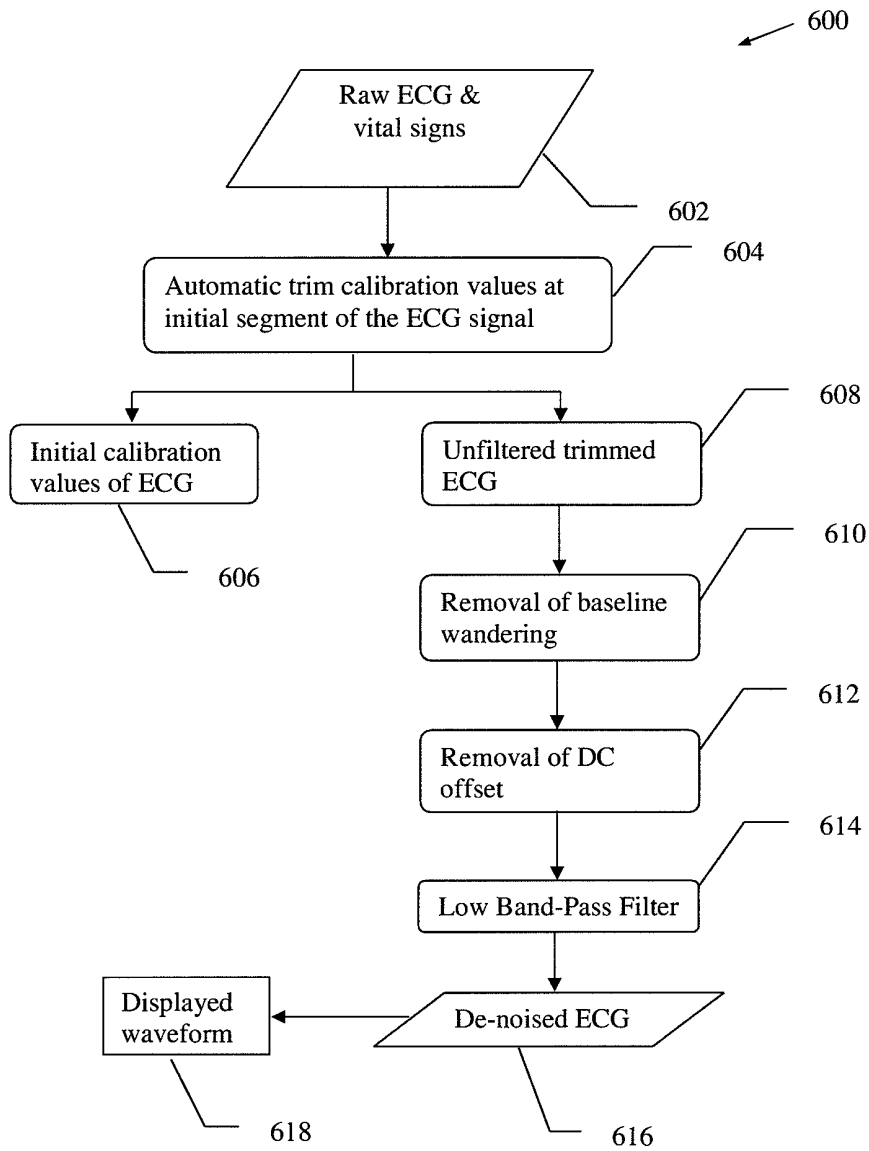 600
Raw ECG &
vital signs
602
604
Automatic trim calibration values at
initial segment of the ECG signal
608
Initial calibration
values of ECG
Unfiltered trimmed
ECG
606
610
Removal of baseline
wandering
612
Removal of DC
offset
614
Low Band-Pass Filter
Displayed
waveform
De-noised ECG
618
616